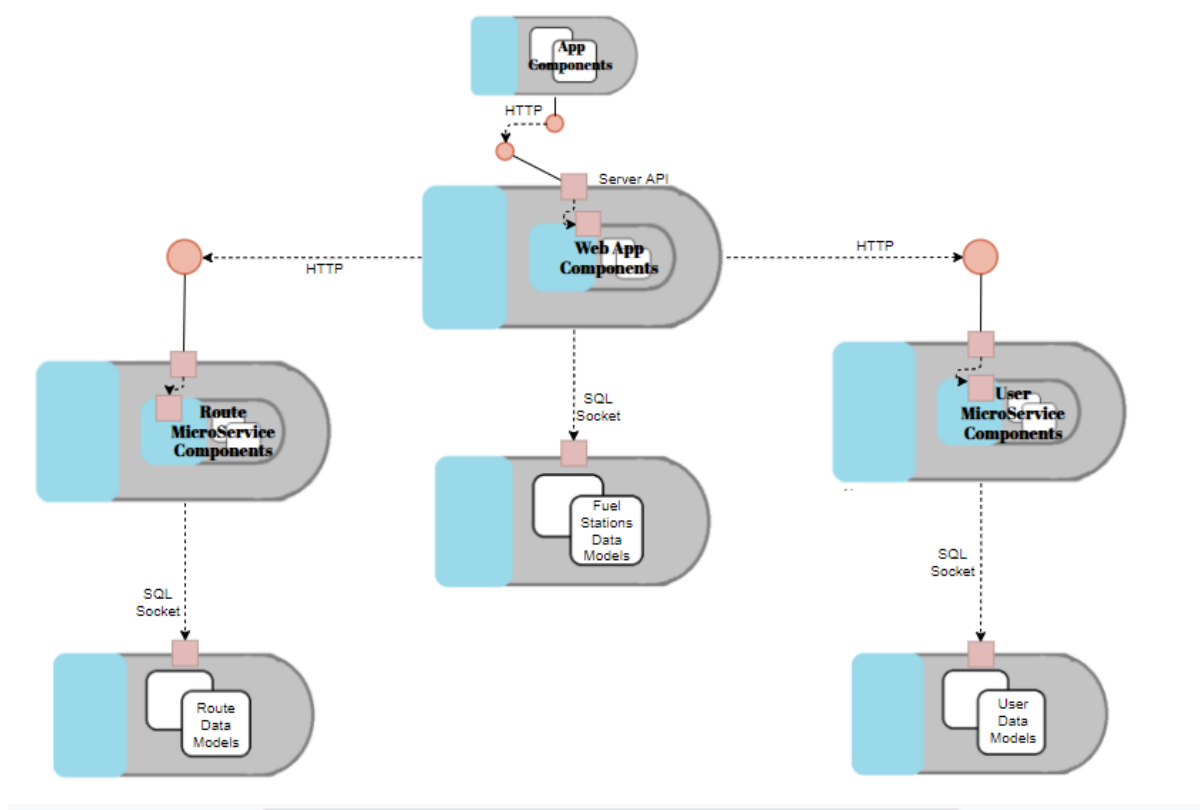 App
Components
HTTP
Server API
Web App
Components
HTTP
HTTP
Route
MicroService
Components
SQL
Socket
User
MicroService
Components
Fuel
Stations
Data
Models
SQL
Socket
SQL
Socket
Route
Data
Models
User
Data
Models